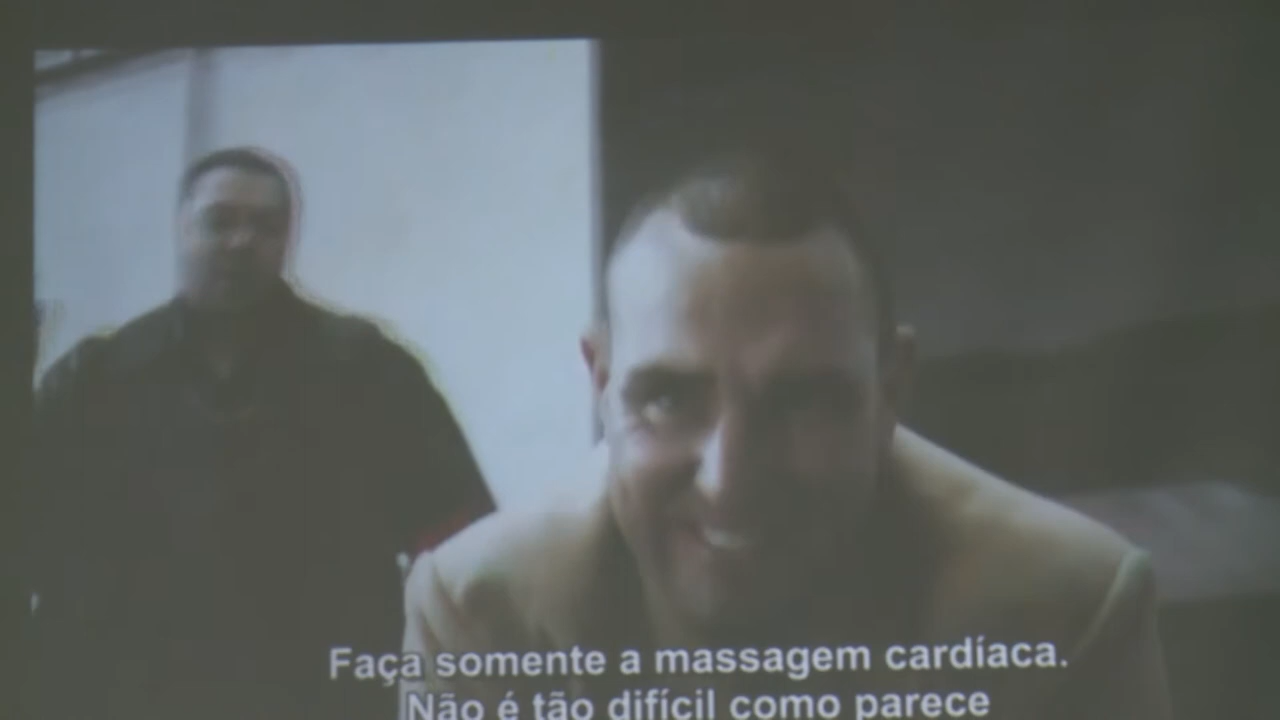 Faça somente a massagem cardíaca.
Não é tão difícil como parece